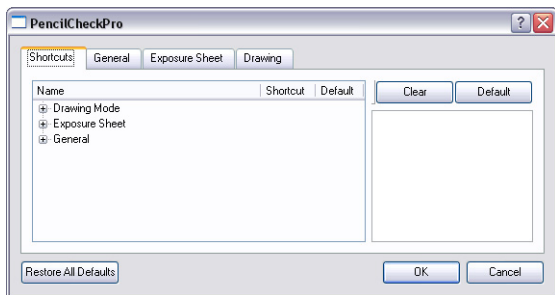 PencilCheckPro
Shortcuts General Exposure Sheet Drawing
Name Shortcut Default Clear Default
Drawing Mode
Exposure Sheet
General
Restore All Defaults OK Cancel